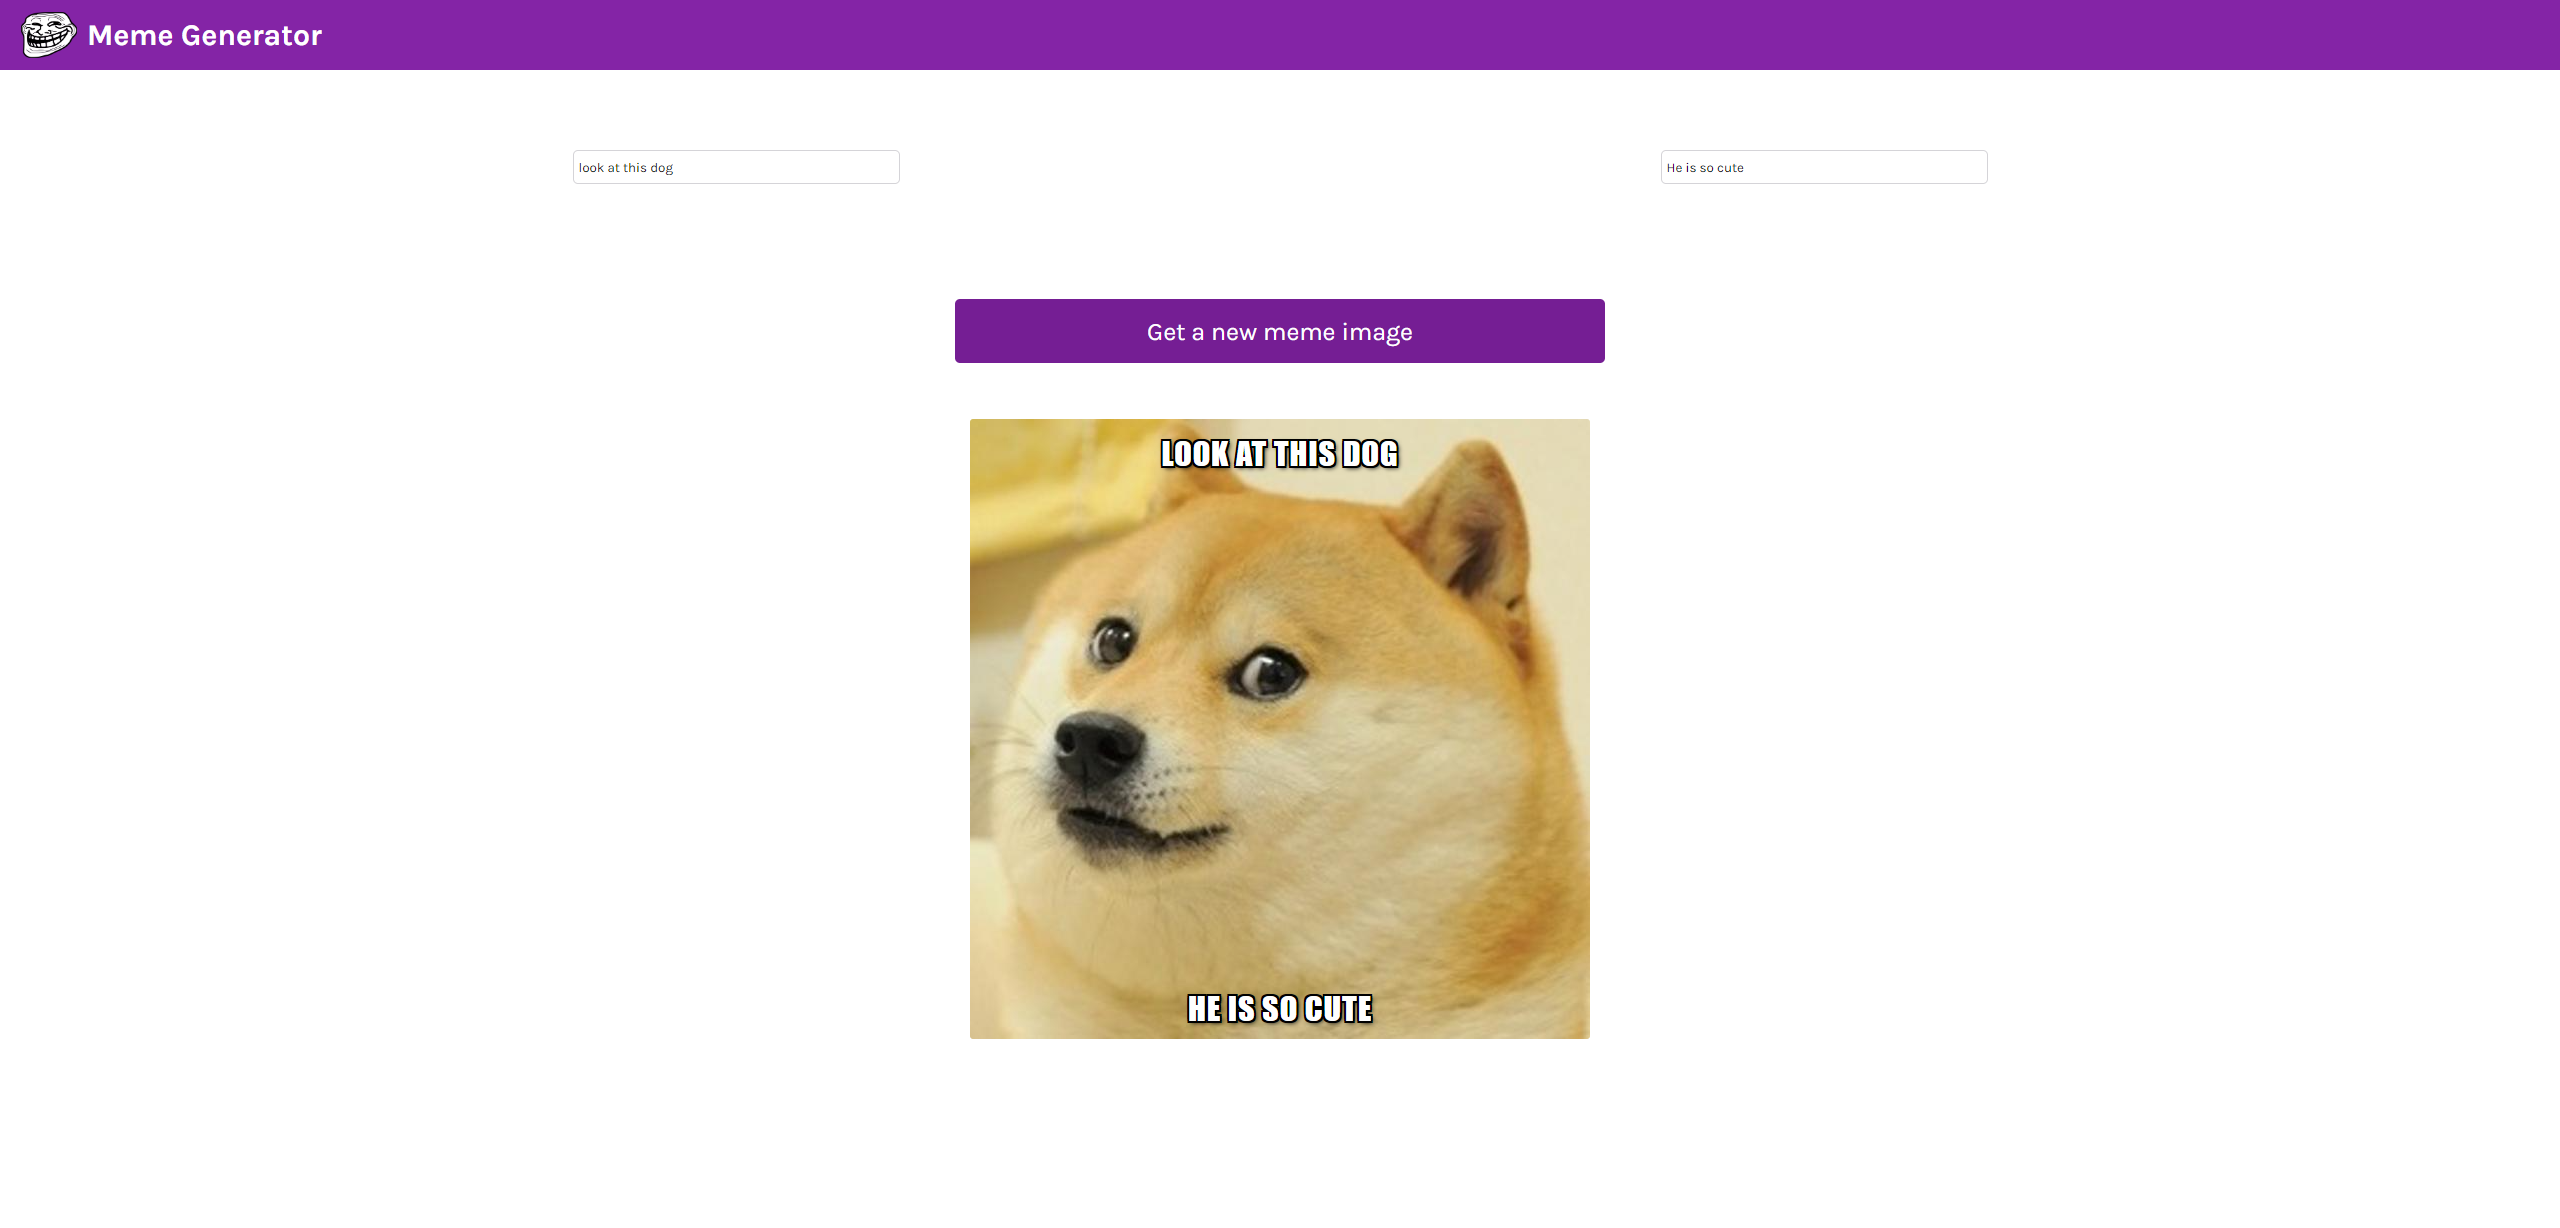 Meme Generator
look at this dog
He is so cute
Get a new meme image
LOOK AT THIS DOG
HE IS SO CUTE